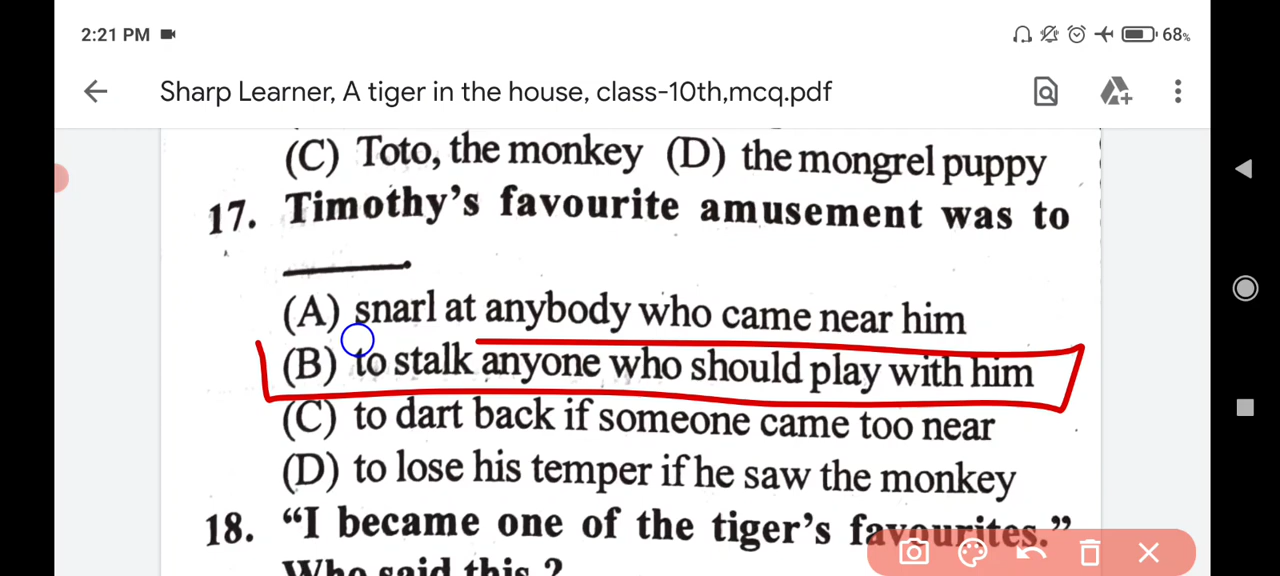 2:21 PM 68%
Sharp Learner, A tiger in the house, class-10th,mcq.pdf
(C) Toto, the monkey (D) the mongrel puppy
17. Timothy's favourite amusement was to
(A) snarl at anybody who came near him
(B) to stalk anyone who should play with him
(C) to dart back if someone came too near
(D) to lose his temper if he saw the monkey
18. “I became one of the tiger's favourites.”
Who said this ?